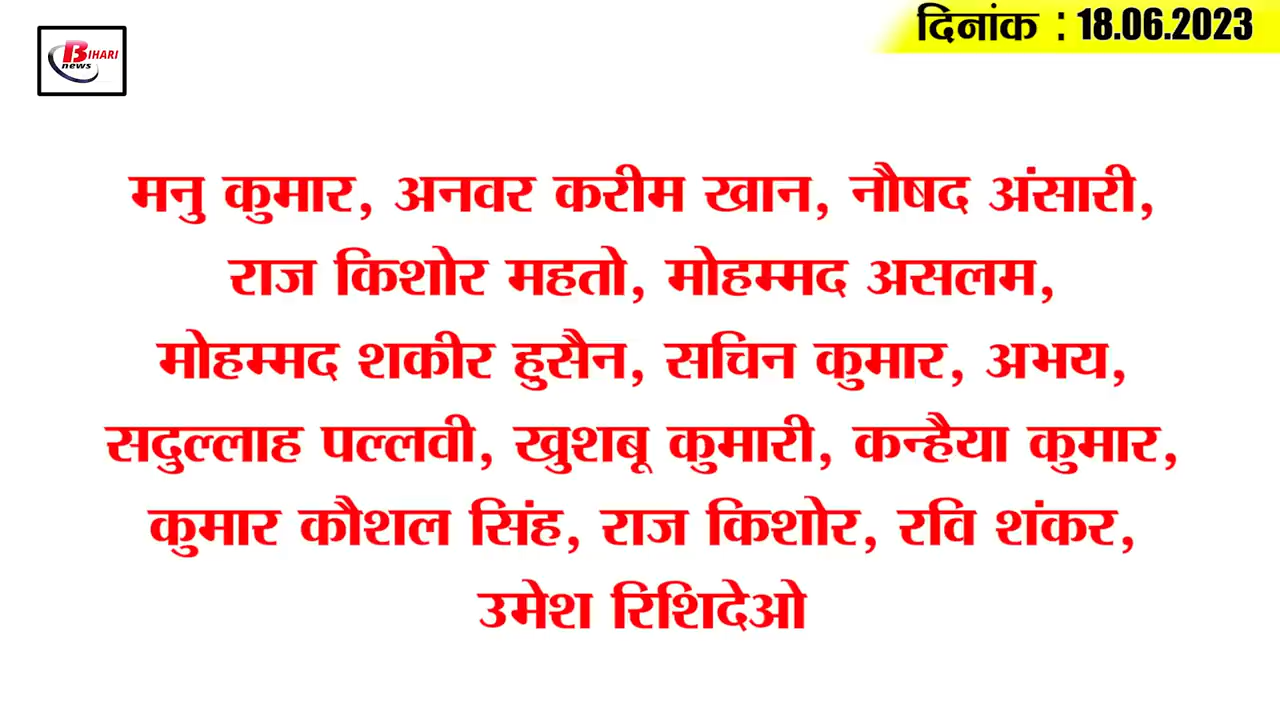 BIHARI
news
दिनांक : 18.06.2023
मनु कुमार, अनवर करीम खान, नौषद अंसारी,
राज किशोर महतो, मोहम्मद असलम,
मोहम्मद शकीर हुसैन, सचिन कुमार, अभय,
सदुल्लाह पल्लवी, खुशबू कुमारी, कन्हैया कुमार,
कुमार कौशल सिंह, राज किशोर, रवि शंकर,
उमेश रिशिदेओ